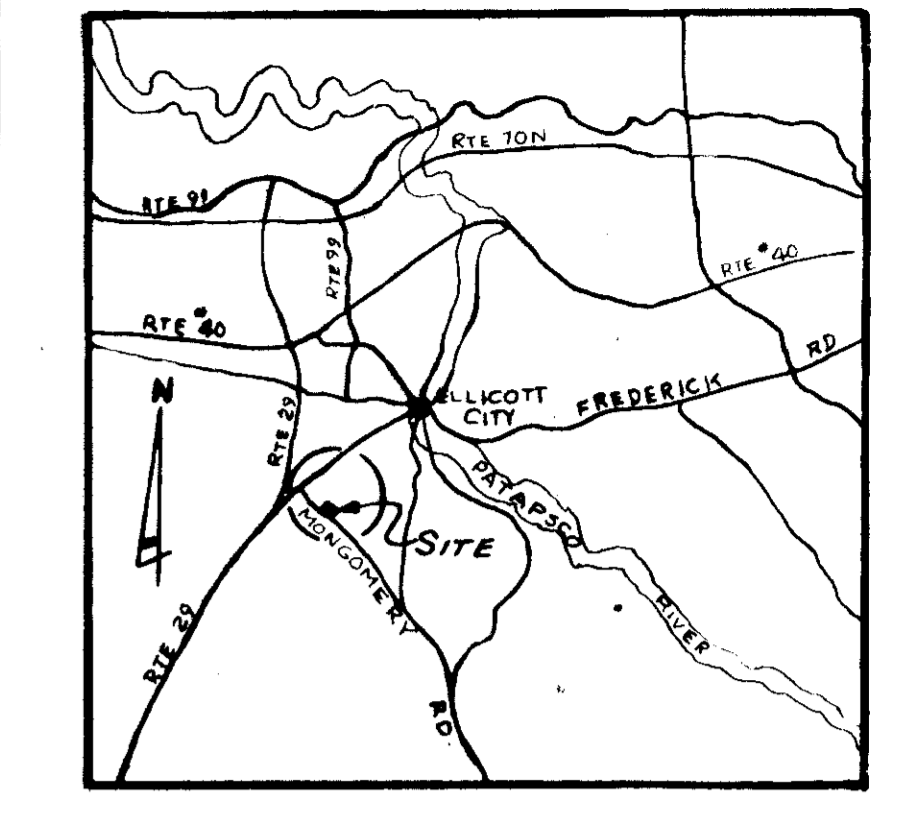 RTE 70N
RTE 99
RTE 99
RTE #40
RTE #40
N
ELLICOTT
CITY
FREDERICK RD
RTE 29
PATAPSCO RIVER
SITE
MONGOMERY RD.
RTE 29